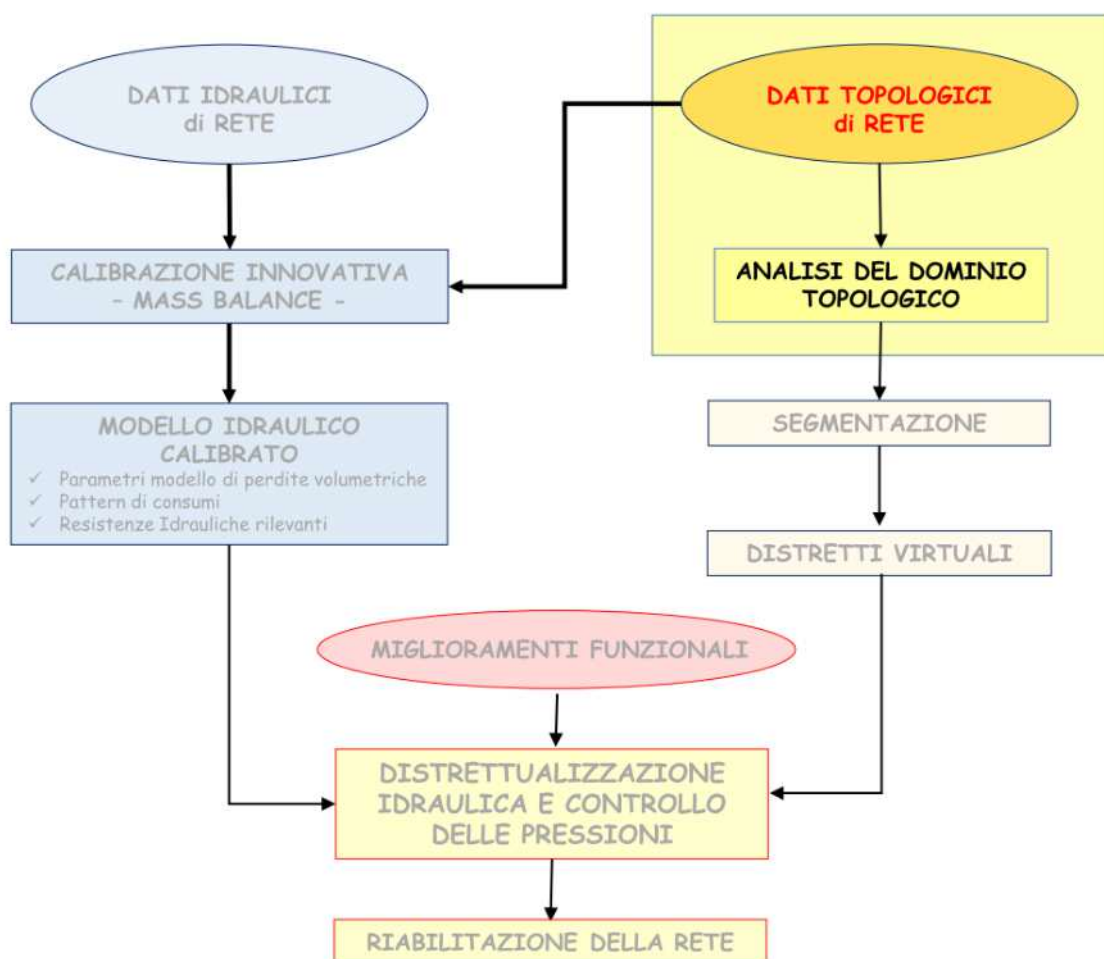 DATI IDRAULICI
di RETE
DATI TOPOLOGICI
di RETE
CALIBRAZIONE INNOVATIVA
- MASS BALANCE -
ANALISI DEL DOMINIO
TOPOLOGICO
MODELLO IDRAULICO
CALIBRATO
✓ Parametri modello di perdite volumetriche
✓ Pattern di consumi
✓ Resistenze Idrauliche rilevanti
SEGMENTAZIONE
DISTRETTI VIRTUALI
MIGLIORAMENTI FUNZIONALI
DISTRETTUALIZZAZIONE
IDRAULICA E CONTROLLO
DELLE PRESSIONI
RIABILITAZIONE DELLA RETE